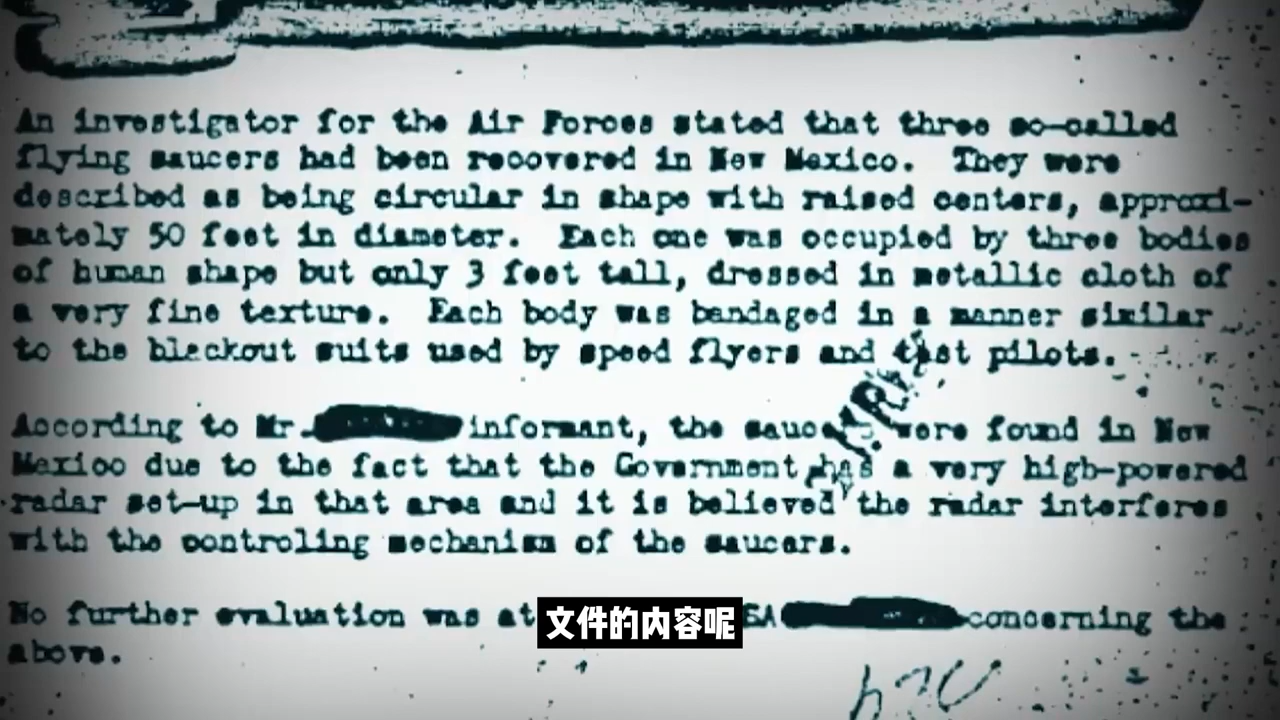 An investigator for the Air Forces stated that three so-called
flying saucers had been recovered in New Mexico. They were
described as being circular in shape with raised centers, approxi-
mately 50 feet in diameter. Each one was occupied by three bodies
of human shape but only 3 feet tall, dressed in metallic cloth of
a very fine texture. Each body was bandaged in a manner similar
to the blackout suits used by speed flyers and test pilots.
According to Mr. informant, the saucers were found in New
Mexico due to the fact that the Government has a very high-powered
radar set-up in that area and it is believed the radar interferes
with the controling mechanism of the saucers.
No further evaluation was at SA concerning the
above.
文件的内容呢